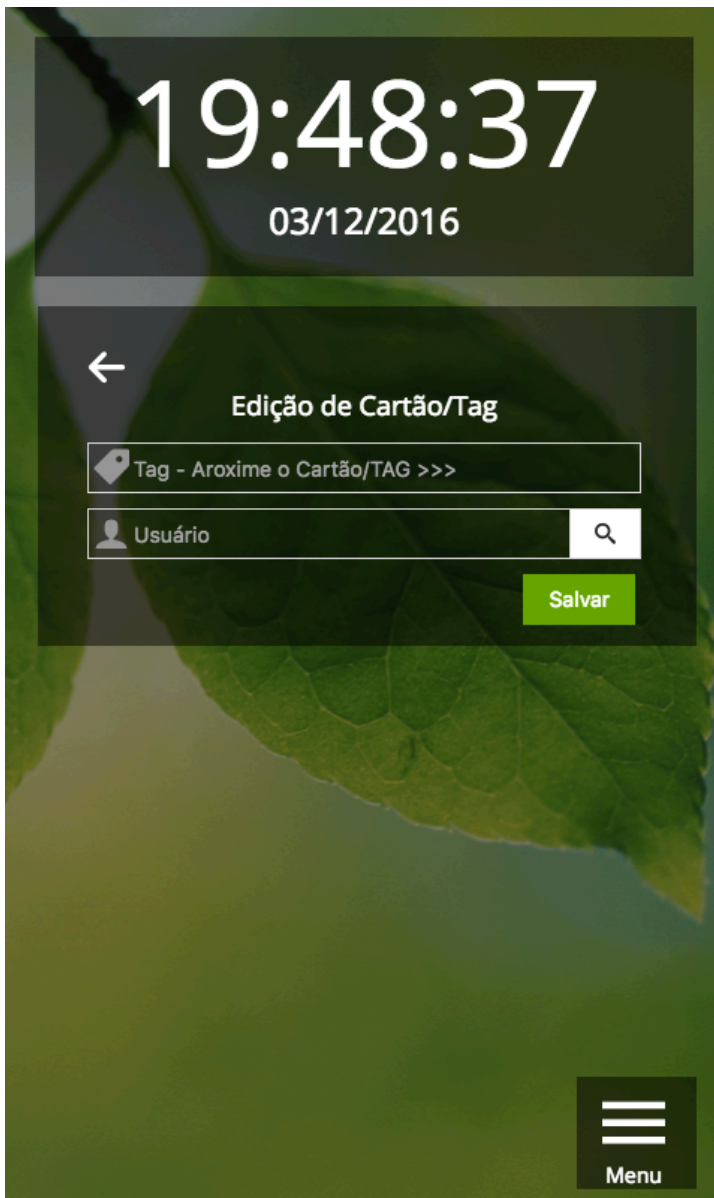 19:48:37
03/12/2016
Edição de Cartão/Tag
Tag - Aroxime o Cartão/TAG >>>
Usuário
Salvar
Menu